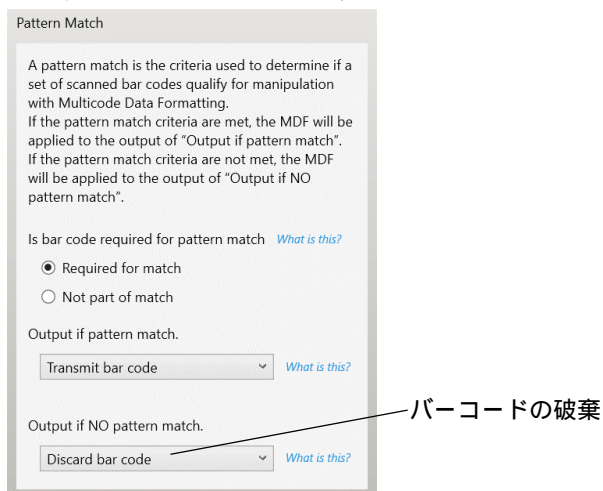 Pattern Match
A pattern match is the criteria used to determine if a
set of scanned bar codes qualify for manipulation
with Multicode Data Formatting.
If the pattern match criteria are met, the MDF will be
applied to the output of “Output if pattern match”.
If the pattern match criteria are not met, the MDF
will be applied to the output of “Output if NO
pattern match”.
Is bar code required for pattern match What is this?
Required for match
Not part of match
Output if pattern match.
Transmit bar code What is this?
バーコードの破棄
Output if NO pattern match.
Discard bar code What is this?